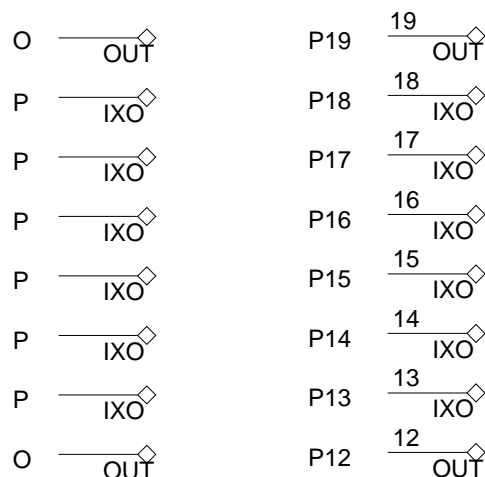 O OUT P19 19 OUT
P IXO P18 18 IXO
P IXO P17 17 IXO
P IXO P16 16 IXO
P IXO P15 15 IXO
P IXO P14 14 IXO
P IXO P13 13 IXO
O OUT P12 12 OUT